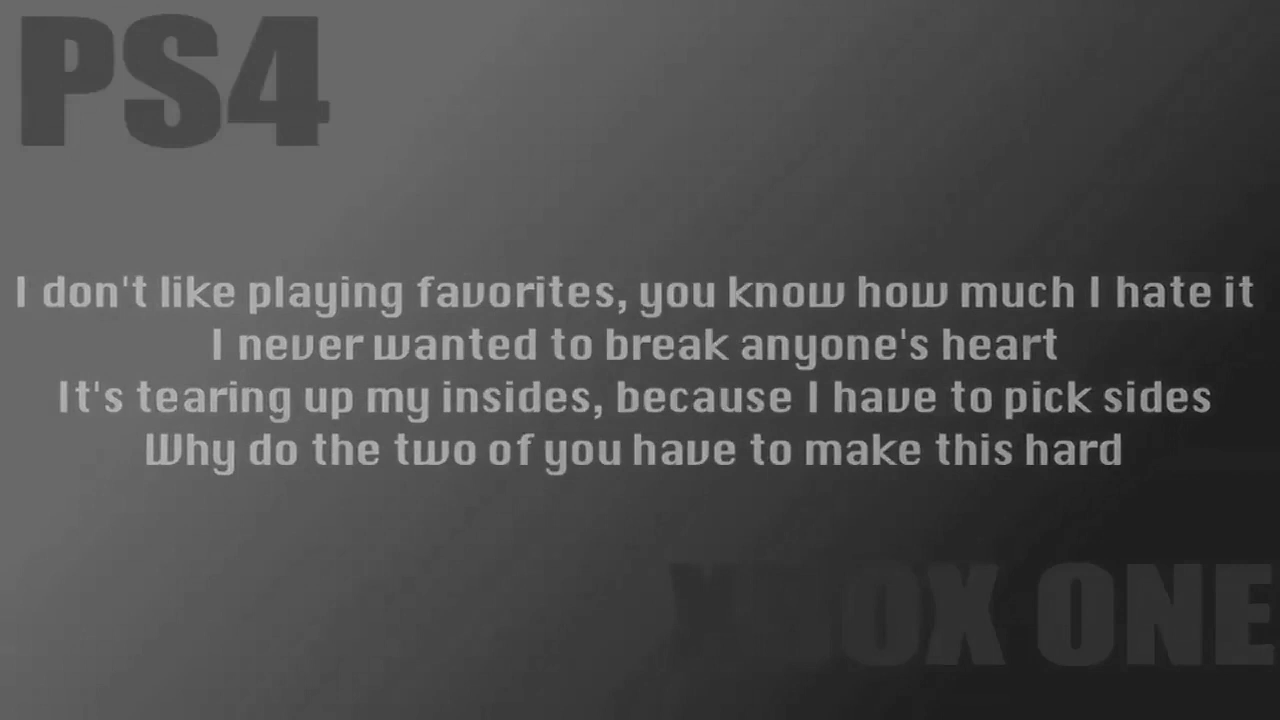 PS4
I don't like playing favorites, you know how much I hate it
I never wanted to break anyone's heart
It's tearing up my insides, because I have to pick sides
Why do the two of you have to make this hard
XBOX ONE